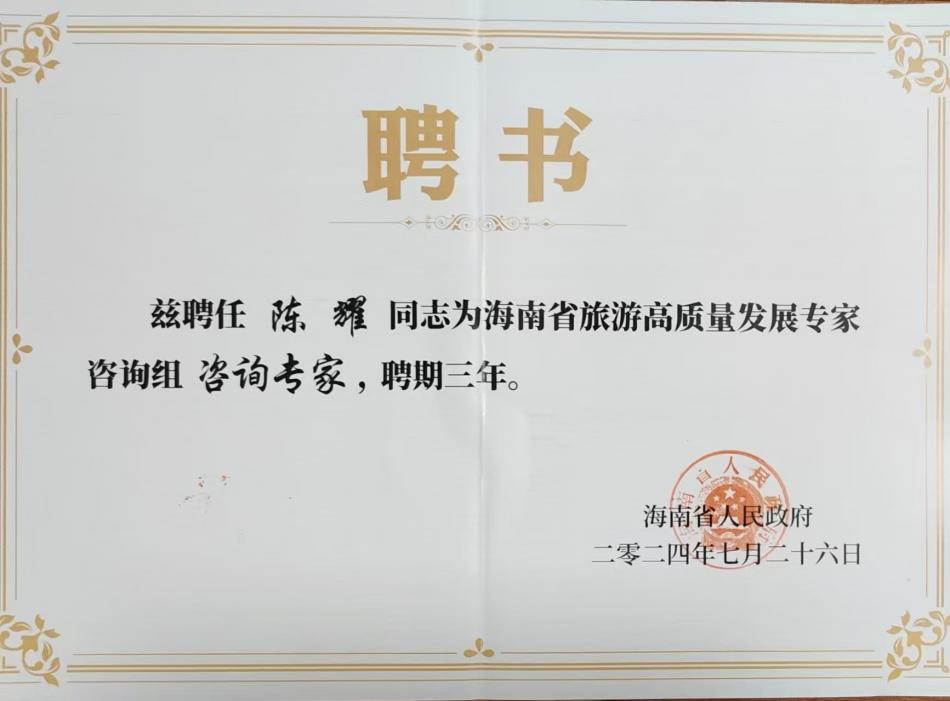 聘书
兹聘任 陈耀 同志为海南省旅游高质量发展专家
咨询组 咨询专家，聘期三年。
海南省人民政府
二零二四年七月二十六日